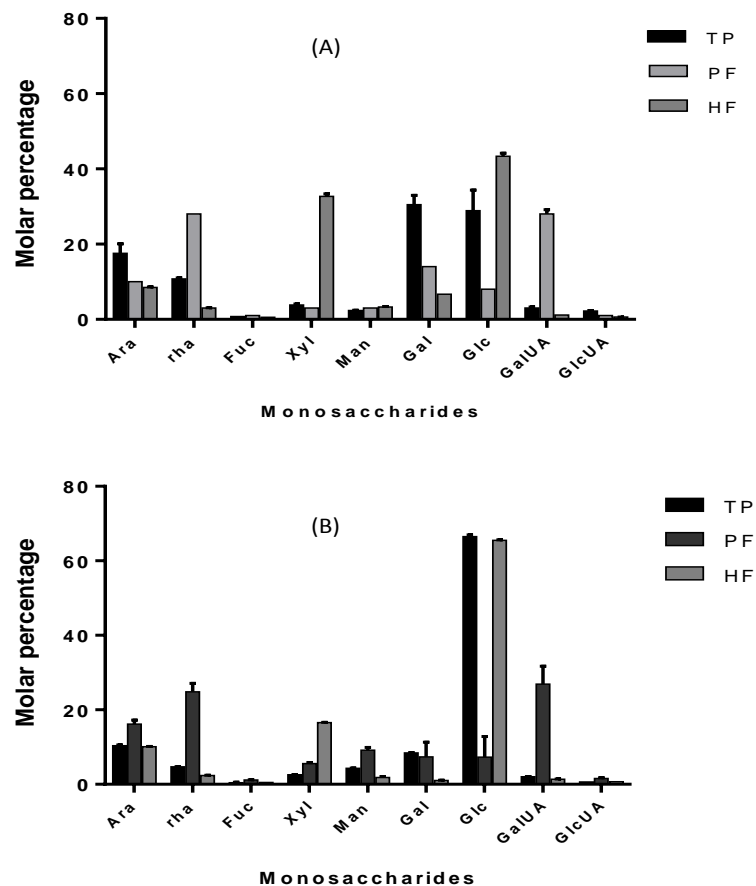 (A)
TP
PF
HF
Molar percentage
80
60
40
20
0
Ara rha Fuc Xyl Man Gal Glc GalUA GlcUA
Monosaccharides
(B)
TP
PF
HF
Molar percentage
80
60
40
20
0
Ara rha Fuc Xyl Man Gal Glc GalUA GlcUA
Monosaccharides